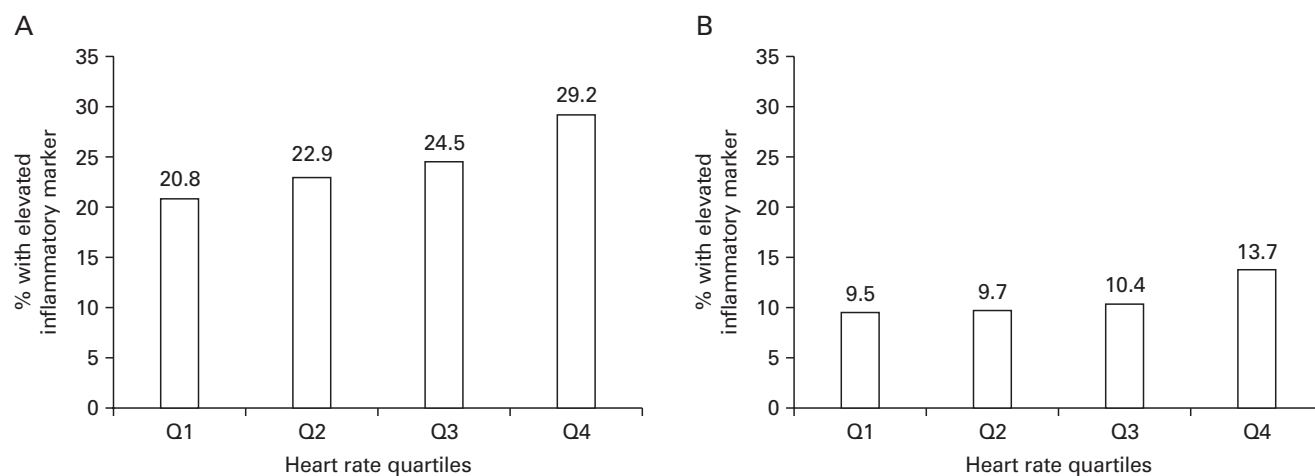 A
% with elevated
inflammatory marker
35
30
25
20
15
10
5
0
20.8
22.9
24.5
29.2
Q1 Q2 Q3 Q4
Heart rate quartiles
B
% with elevated
inflammatory marker
35
30
25
20
15
10
5
0
9.5
9.7
10.4
13.7
Q1 Q2 Q3 Q4
Heart rate quartiles